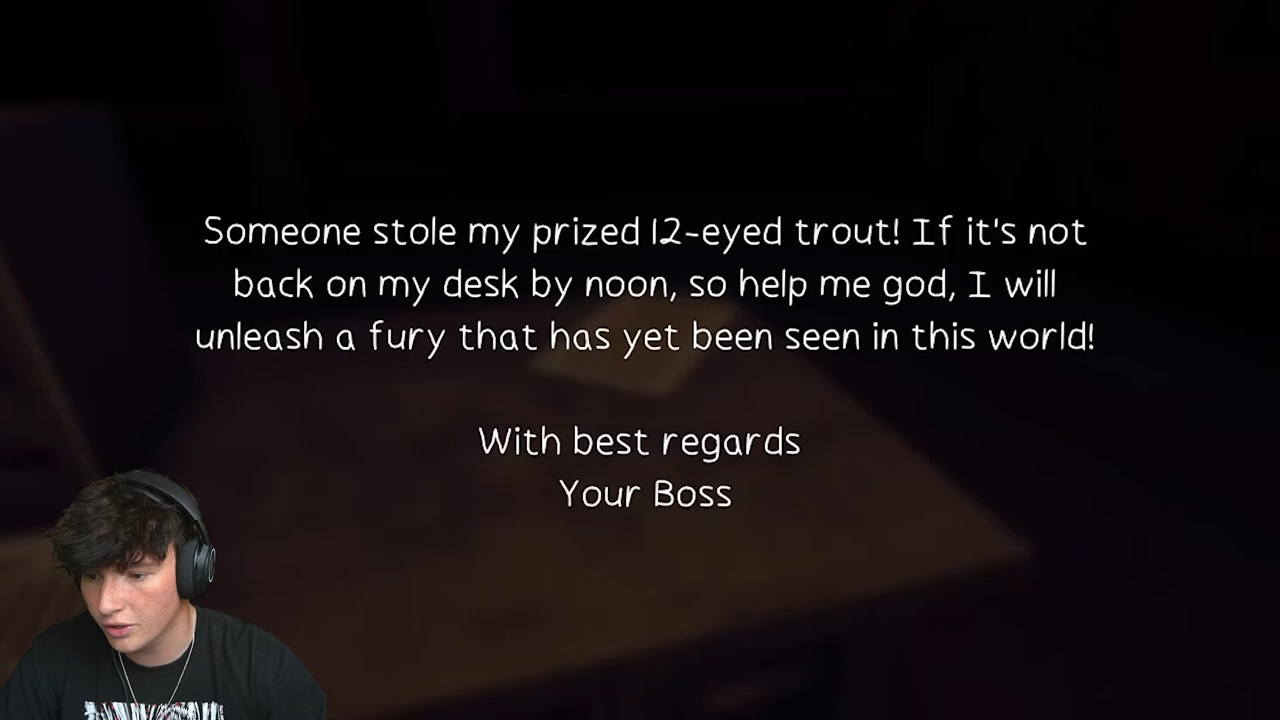 Someone stole my prized 12-eyed trout! If it's not
back on my desk by noon, so help me god, I will
unleash a fury that has yet been seen in this world!
With best regards
Your Boss